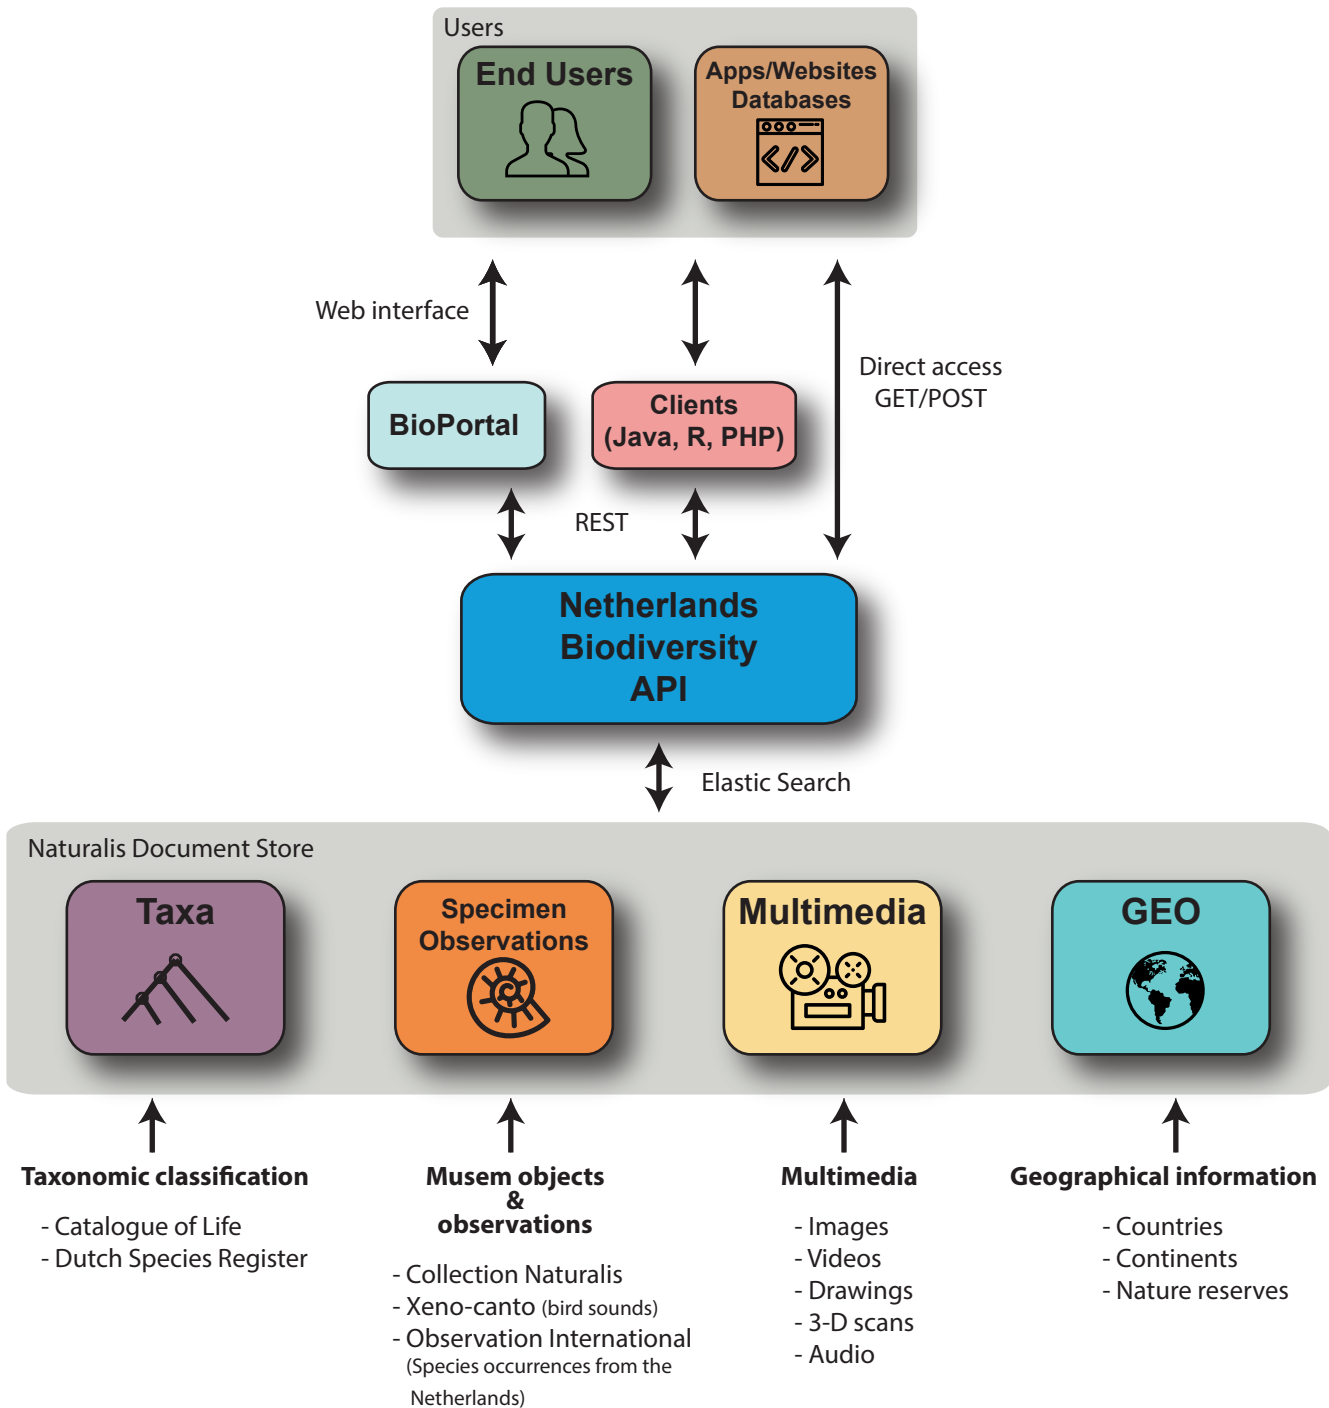 Users
End Users
Apps/Websites
Databases
</>
Web interface
Direct access
GET/POST
BioPortal
Clients
(Java, R, PHP)
REST
Netherlands
Biodiversity
API
Elastic Search
Naturalis Document Store
Taxa
Specimen
Observations
Multimedia
GEO
Taxonomic classification
- Catalogue of Life
- Dutch Species Register
Musem objects
&
observations
- Collection Naturalis
- Xeno-canto (bird sounds)
- Observation International
(Species occurrences from the
Netherlands)
Multimedia
- Images
- Videos
- Drawings
- 3-D scans
- Audio
Geographical information
- Countries
- Continents
- Nature reserves